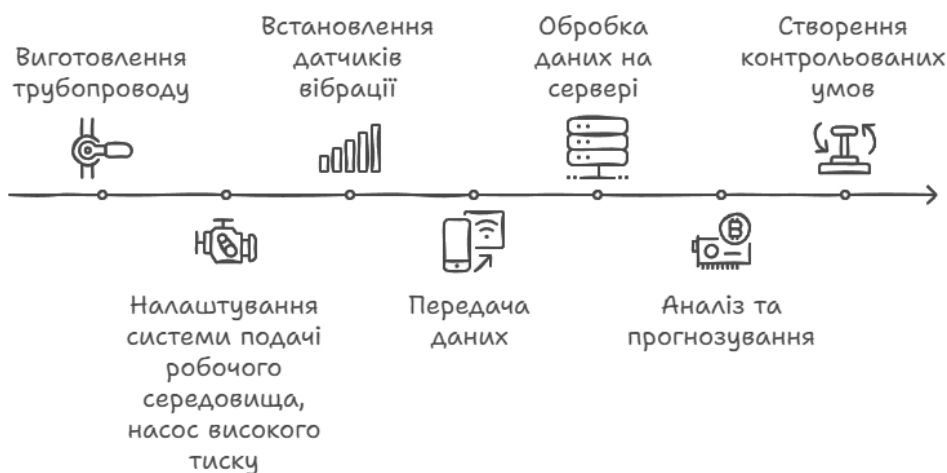 Виготовлення
трубопроводу
Встановлення
датчиків
вібрації
Обробка
даних на
сервері
Створення
контрольованих
умов
Налаштування
системи подачі
робочого
середовища,
насос високого
тиску
Передача
даних
Аналіз та
прогнозування